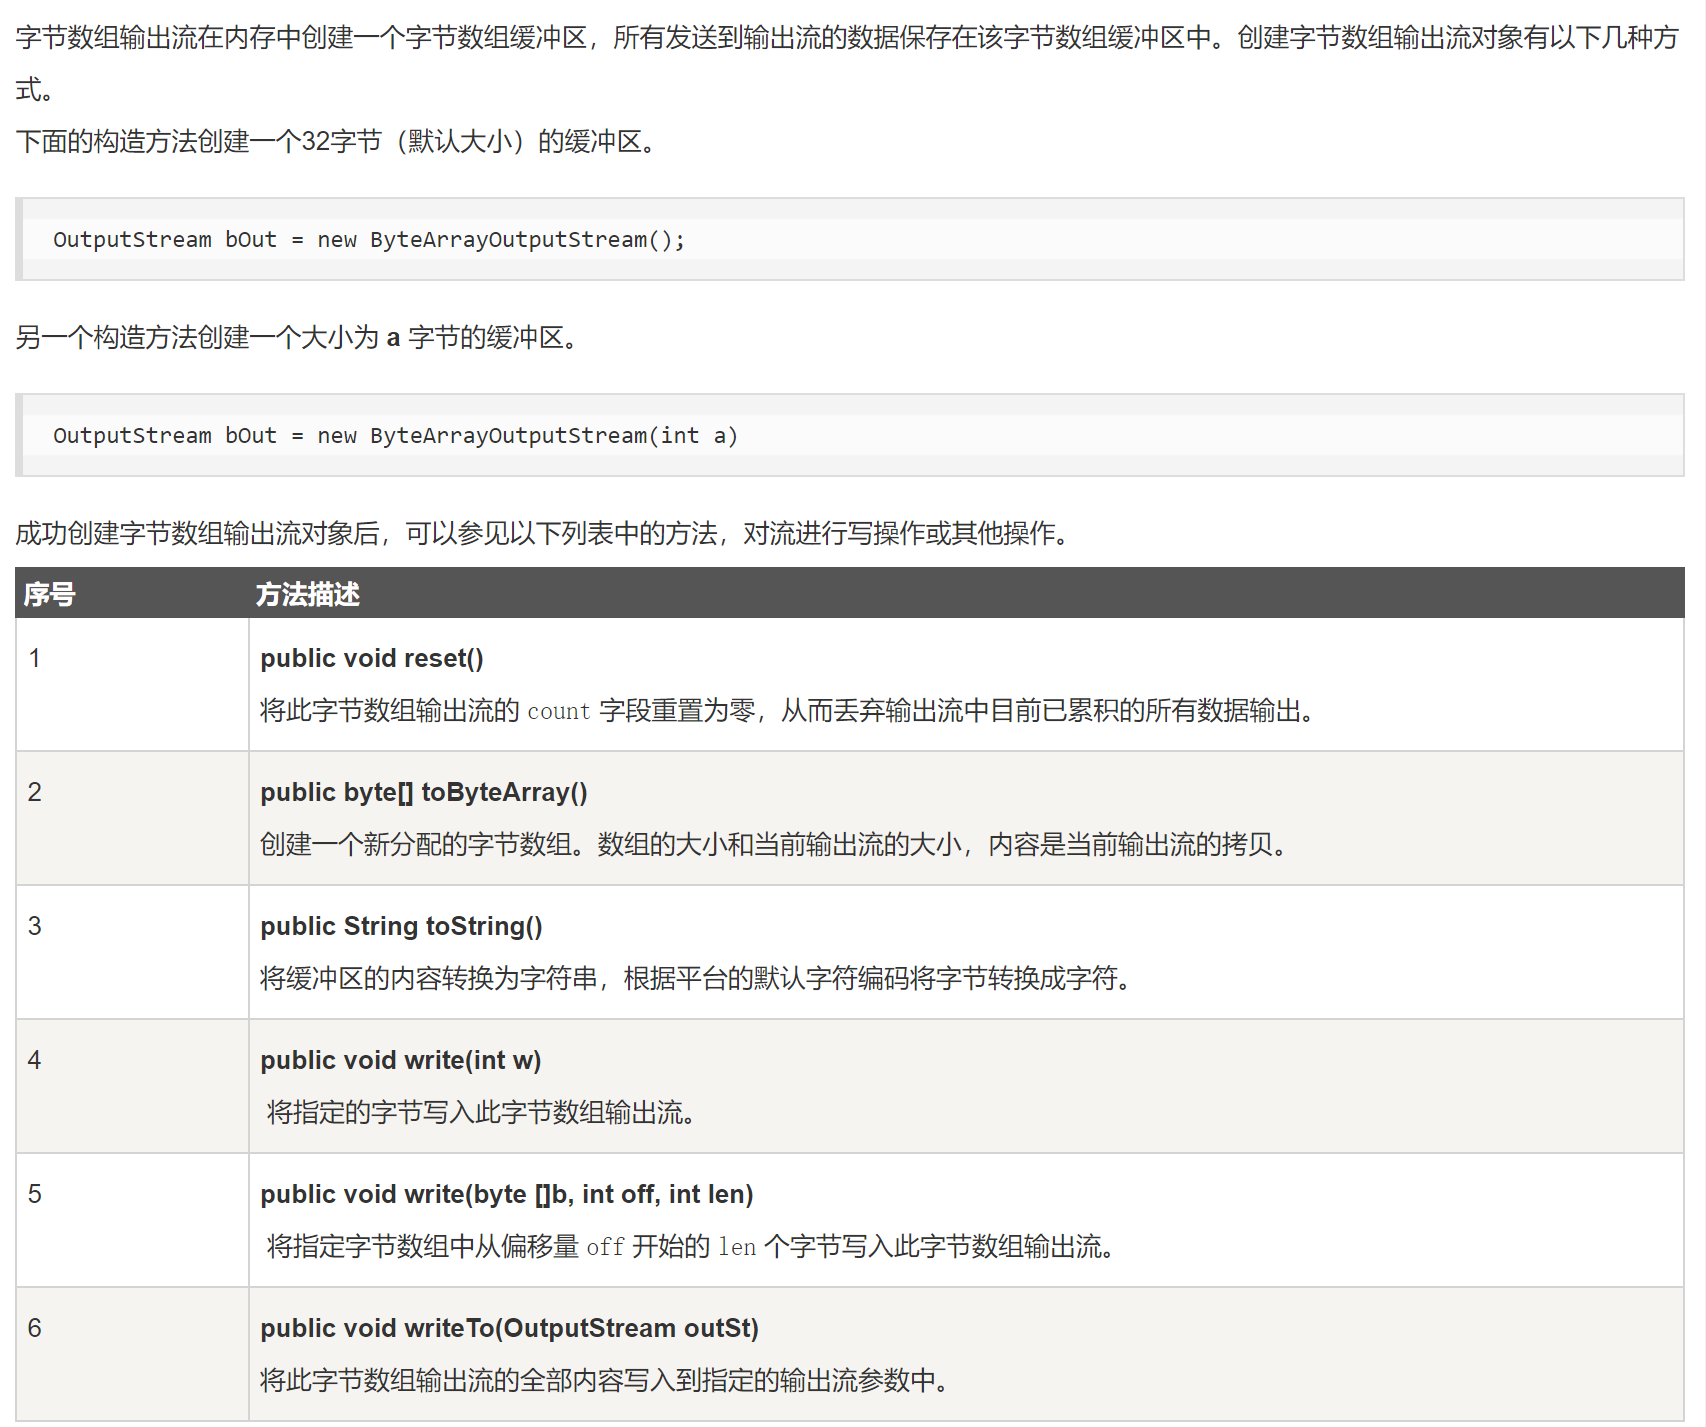 字节数组输出流在内存中创建一个字节数组缓冲区，所有发送到输出流的数据保存在该字节数组缓冲区中。创建字节数组输出流对象有以下几种方
式。
下面的构造方法创建一个32字节（默认大小）的缓冲区。
OutputStream bOut = new ByteArrayOutputStream();
另一个构造方法创建一个大小为 a 字节的缓冲区。
OutputStream bOut = new ByteArrayOutputStream(int a)
成功创建字节数组输出流对象后，可以参见以下列表中的方法，对流进行写操作或其他操作。
序号 方法描述
1 public void reset()
将此字节数组输出流的 count 字段重置为零，从而丢弃输出流中目前已累积的所有数据输出。
2 public byte[] toByteArray()
创建一个新分配的字节数组。数组的大小和当前输出流的大小，内容是当前输出流的拷贝。
3 public String toString()
将缓冲区的内容转换为字符串，根据平台的默认字符编码将字节转换成字符。
4 public void write(int w)
将指定的字节写入此字节数组输出流。
5 public void write(byte []b, int off, int len)
将指定字节数组中从偏移量 off 开始的 len 个字节写入此字节数组输出流。
6 public void writeTo(OutputStream outSt)
将此字节数组输出流的全部内容写入到指定的输出流参数中。